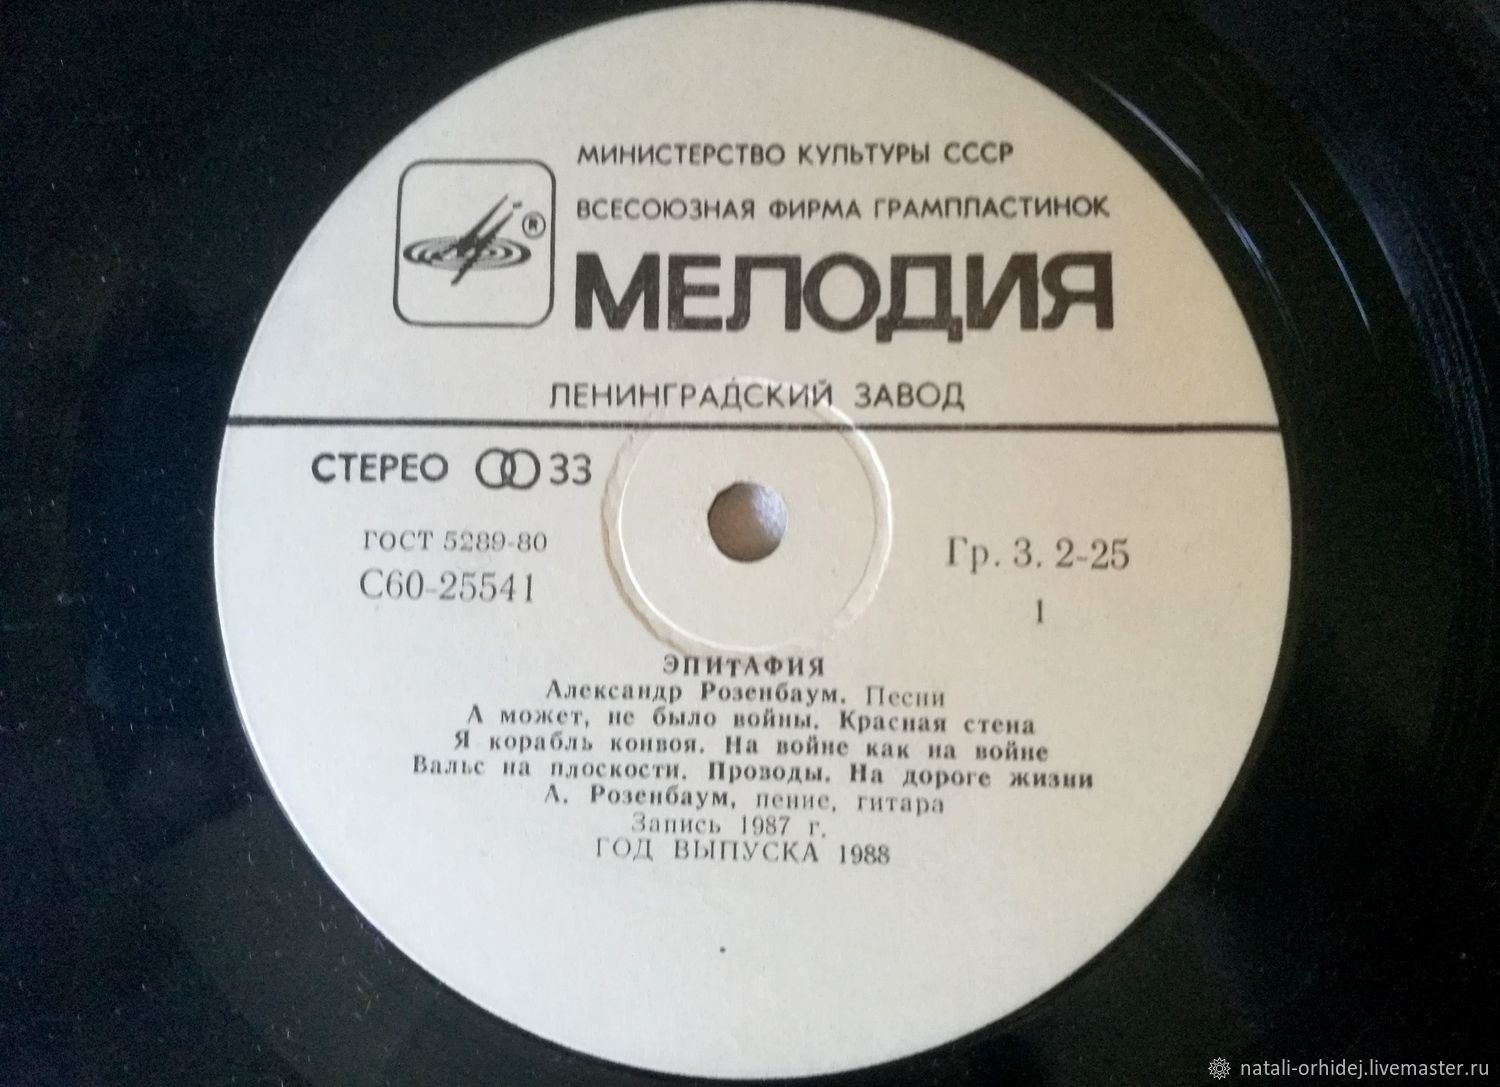 МИНИСТЕРСТВО КУЛЬТУРЫ СССР
ВСЕСОЮЗНАЯ ФИРМА ГРАМПЛАСТИНОК
®
МЕЛОДИЯ
ЛЕНИНГРАДСКИЙ ЗАВОД
СТЕРЕО 33
ГОСТ 5289-80
С60-25541
Гр. 3. 2-25
1
ЭПИТАФИЯ
Александр Розенбаум. Песни
А может, не было войны. Красная стена
Я корабль конвоя. На войне как на войне
Вальс на плоскости. Проводы. На дороге жизни
А. Розенбаум, пение, гитара
Запись 1987 г.
ГОД ВЫПУСКА 1988
natali-orhidej.livemaster.ru